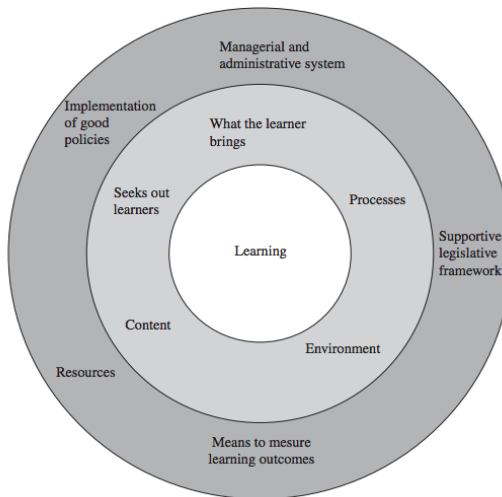 Managerial and
administrative system
Implementation
of good
policies
What the learner
brings
Seeks out
learners
Processes
Learning
Supportive
legislative
framework
Content
Environment
Resources
Means to mesure
learning outcomes